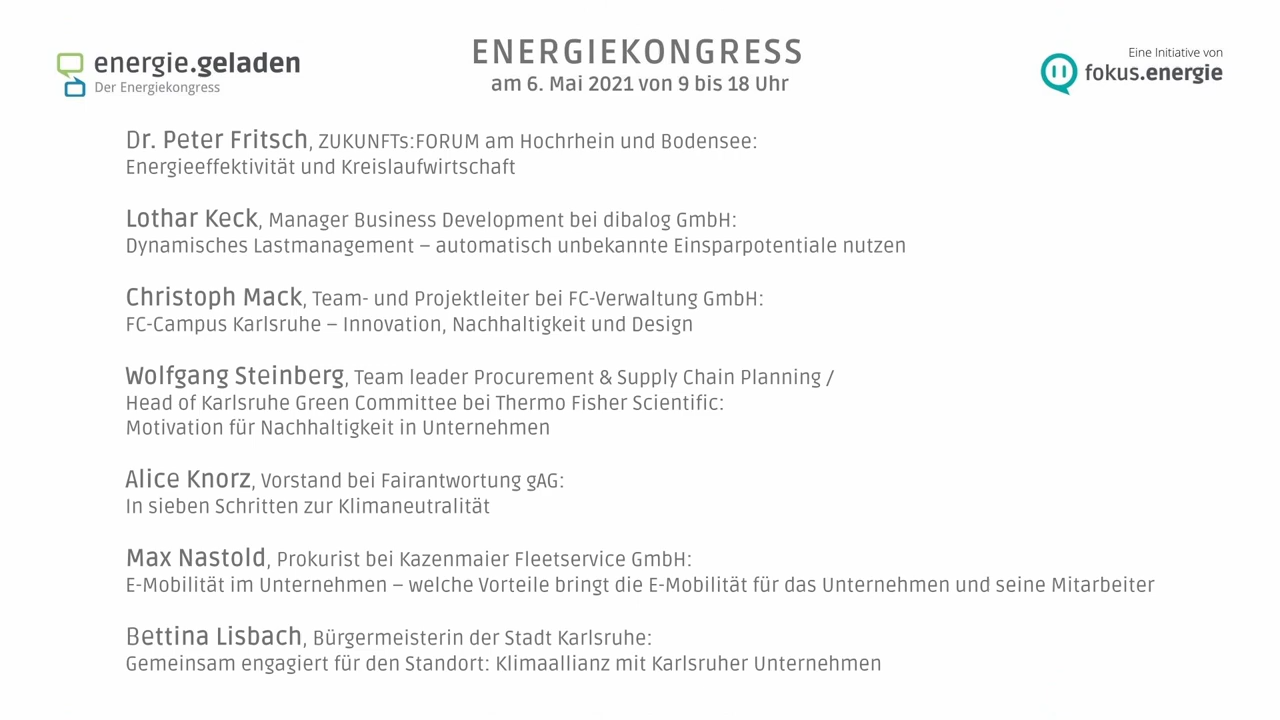 energie.geladen
Der Energiekongress
ENERGIEKONGRESS
am 6. Mai 2021 von 9 bis 18 Uhr
Eine Initiative von
fokus.energie
Dr. Peter Fritsch, ZUKUNFTs:FORUM am Hochrhein und Bodensee:
Energieeffektivität und Kreislaufwirtschaft
Lothar Keck, Manager Business Development bei dibalog GmbH:
Dynamisches Lastmanagement – automatisch unbekannte Einsparpotentiale nutzen
Christoph Mack, Team- und Projektleiter bei FC-Verwaltung GmbH:
FC-Campus Karlsruhe – Innovation, Nachhaltigkeit und Design
Wolfgang Steinberg, Team leader Procurement & Supply Chain Planning /
Head of Karlsruhe Green Committee bei Thermo Fisher Scientific:
Motivation für Nachhaltigkeit in Unternehmen
Alice Knorz, Vorstand bei Fairantwortung gAG:
In sieben Schritten zur Klimaneutralität
Max Nastold, Prokurist bei Kazenmaier Fleetservice GmbH:
E-Mobilität im Unternehmen – welche Vorteile bringt die E-Mobilität für das Unternehmen und seine Mitarbeiter
Bettina Lisbach, Bürgermeisterin der Stadt Karlsruhe:
Gemeinsam engagiert für den Standort: Klimaallianz mit Karlsruher Unternehmen